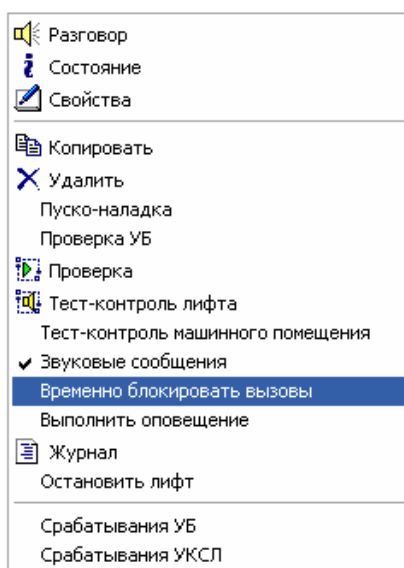 Разговор
Состояние
Свойства
Копировать
Удалить
Пуско-наладка
Проверка УБ
Проверка
Тест-контроль лифта
Тест-контроль машинного помещения
Звуковые сообщения
Временно блокировать вызовы
Выполнить оповещение
Журнал
Остановить лифт
Срабатывания УБ
Срабатывания УКСЛ